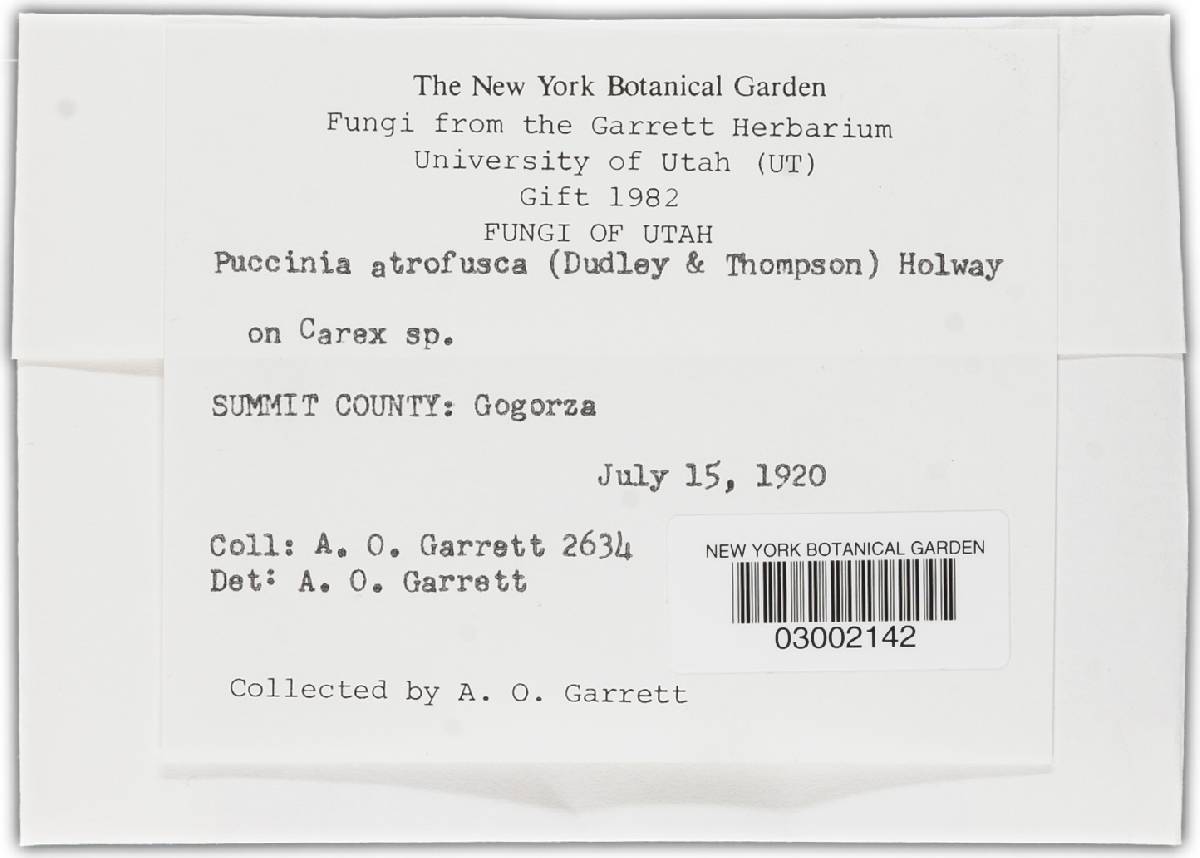 The New York Botanical Garden
Fungi from the Garrett Herbarium
University of Utah (UT)
Gift 1982
FUNGI OF UTAH
Puccinia atrofusca (Dudley & Thompson) Holway
on Carex sp.
SUMMIT COUNTY: Gogorza
July 15, 1920
Coll: A. O. Garrett 2634
Det: A. O. Garrett
NEW YORK BOTANICAL GARDEN
03002142
Collected by A. O. Garrett